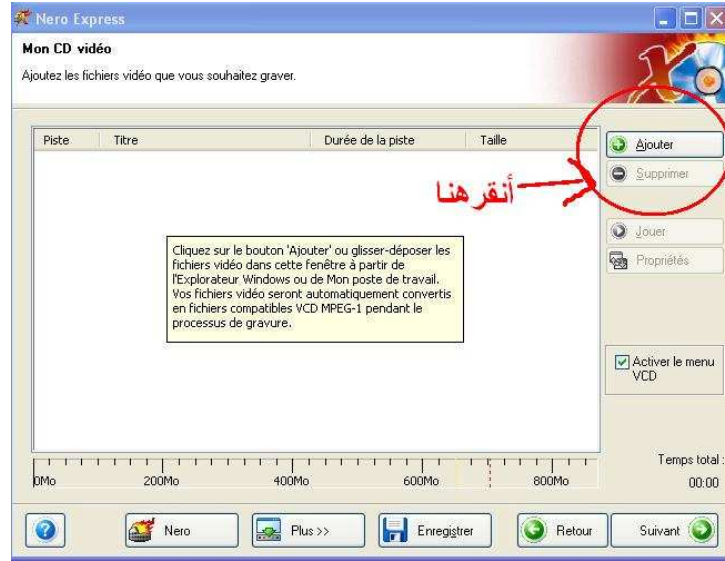 Nero Express
Mon CD vidéo
Ajoutez les fichiers vidéo que vous souhaitez graver.
Piste Titre Durée de la piste Taille
Ajouter
Supprimer
أنقر هنا
Jouer
Propriétés
Cliquez sur le bouton 'Ajouter' ou glisser-déposer les
fichiers vidéo dans cette fenêtre à partir de
l'Explorateur Windows ou de Mon poste de travail.
Vos fichiers vidéo seront automatiquement convertis
en fichiers compatibles VCD MPEG-1 pendant le
processus de gravure.
Activer le menu
VCD
Temps total :
0Mo 200Mo 400Mo 600Mo 800Mo 00:00
Nero Plus >> Enregistrer Retour Suivant